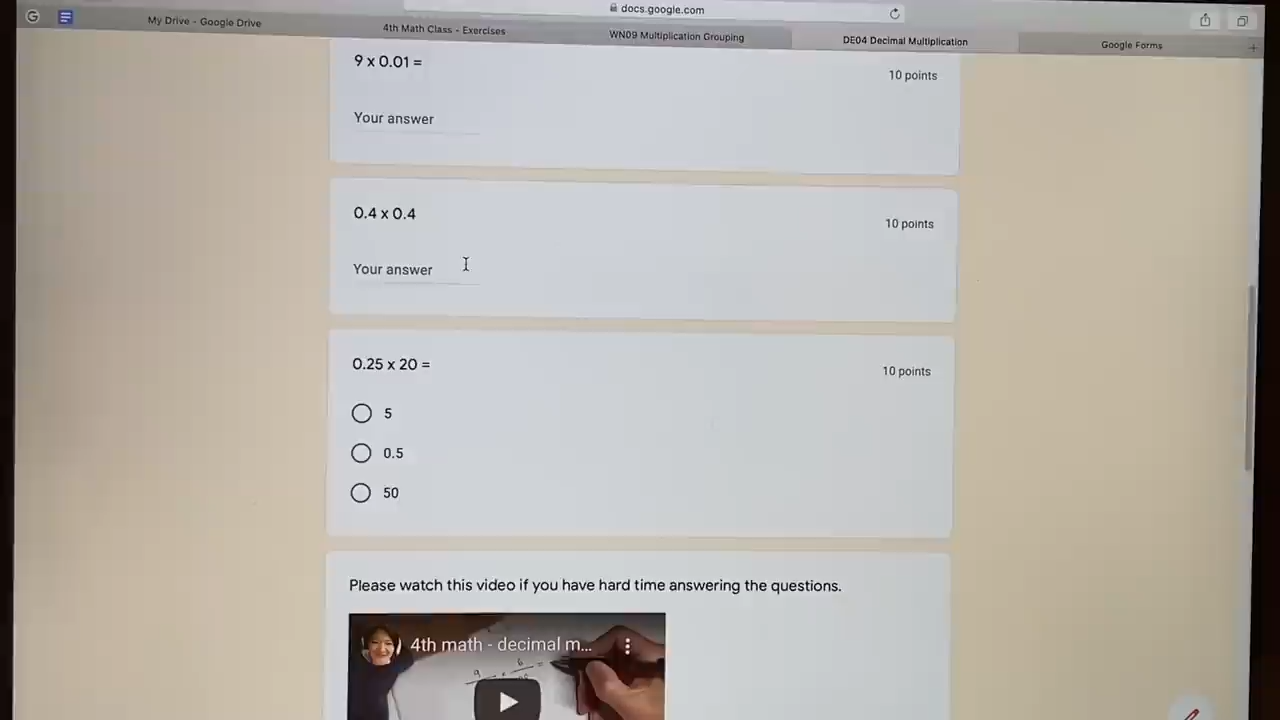 docs.google.com
My Drive - Google Drive
4th Math Class - Exercises
WN09 Multiplication Grouping
DE04 Decimal Multiplication
Google Forms
9 x 0.01 =
10 points
Your answer
0.4 x 0.4
10 points
Your answer
0.25 x 20 =
10 points
5
0.5
50
Please watch this video if you have hard time answering the questions.
4th math - decimal m...